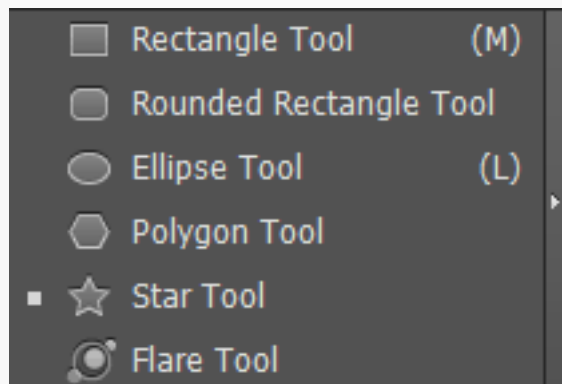 Rectangle Tool (M)
Rounded Rectangle Tool
Ellipse Tool (L)
Polygon Tool
Star Tool
Flare Tool